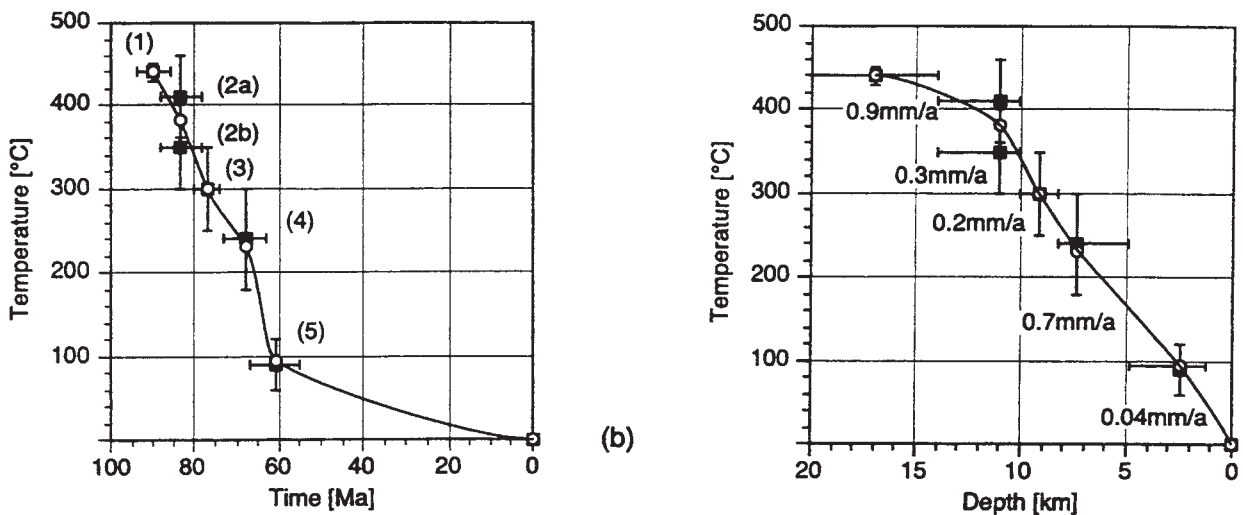 500
400
300
200
100
(1)
(2a)
(2b)
(3)
(4)
(5)
Temperature [°C]
100
80
60
40
20
0
Time [Ma]
(b)
500
400
300
200
100
0.9mm/a
0.3mm/a
0.2mm/a
0.7mm/a
0.04mm/a
Temperature [°C]
20
15
10
5
0
Depth [km]